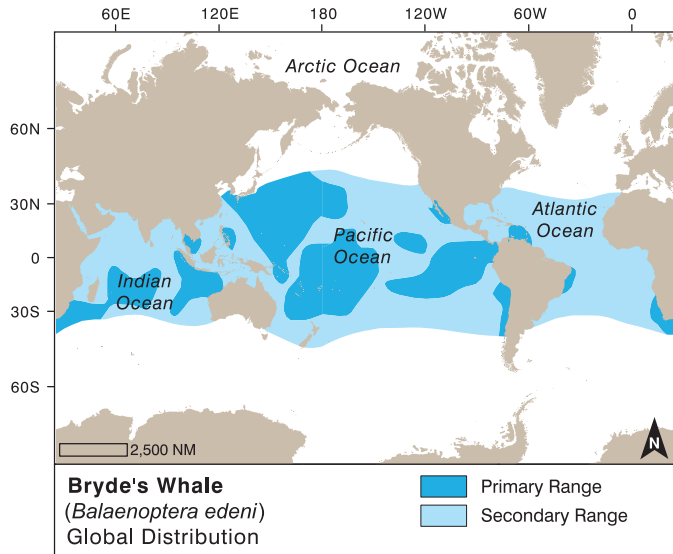 60E 120E 180 120W 60W 0
Arctic Ocean
60N
30N
0
30S
60S
Atlantic
Ocean
Pacific
Ocean
Indian
Ocean
2,500 NM
N
Bryde's Whale
(Balaenoptera edeni)
Global Distribution
Primary Range
Secondary Range